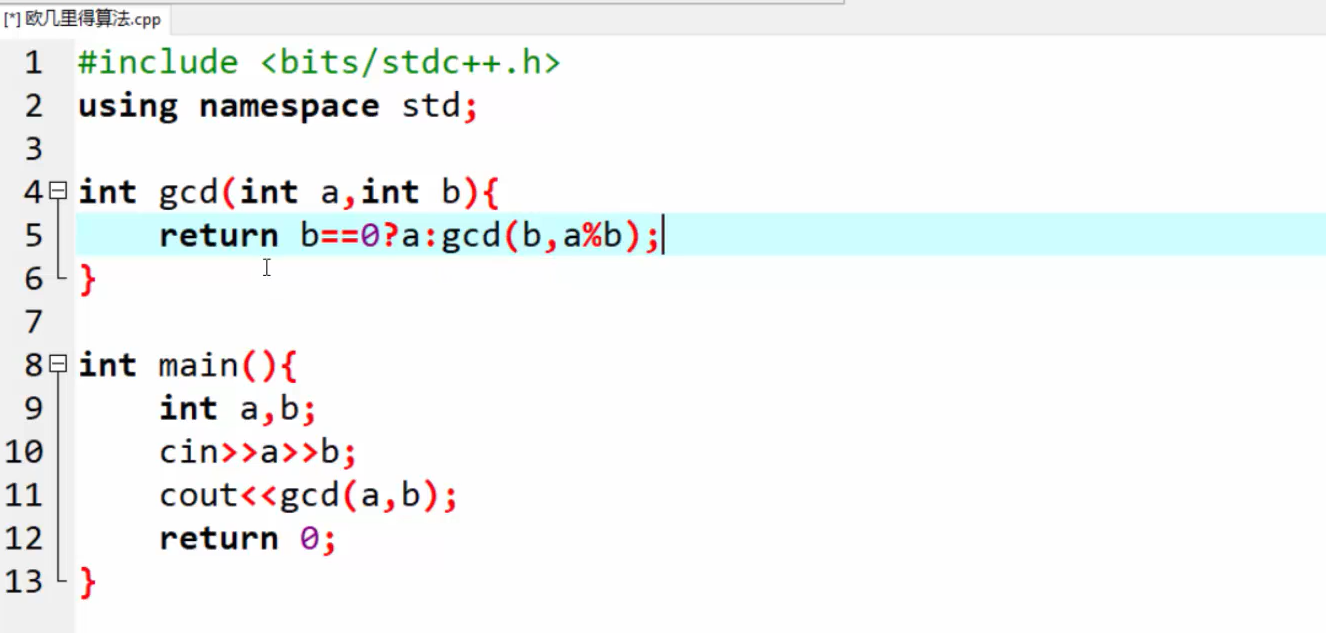 [*] 欧几里得算法.cpp
1 #include <bits/stdc++.h>
2 using namespace std;
3
4 int gcd(int a,int b){
5 return b==0?a:gcd(b,a%b);
6 }
7
8 int main(){
9 int a,b;
10 cin>>a>>b;
11 cout<<gcd(a,b);
12 return 0;
13 }